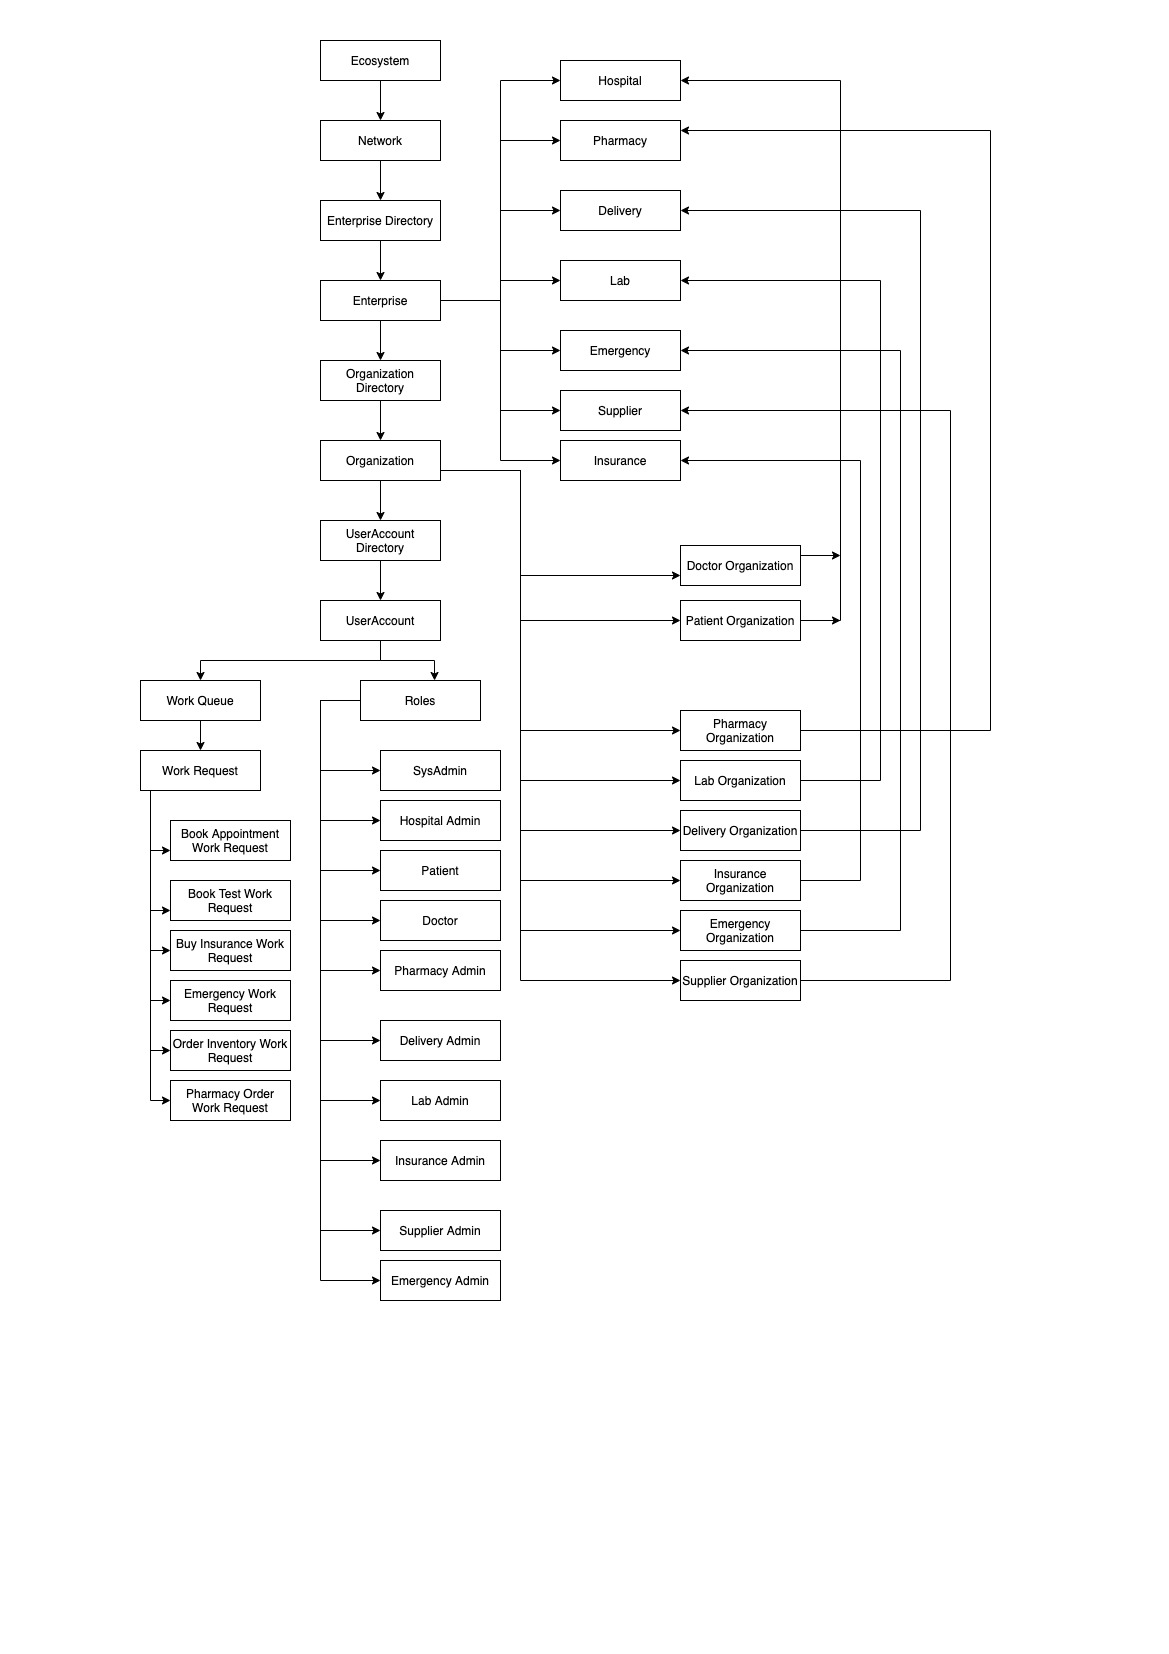 Ecosystem
Network
Enterprise Directory
Enterprise
Organization
Directory
Organization
UserAccount
Directory
UserAccount
Hospital
Pharmacy
Delivery
Lab
Emergency
Supplier
Insurance
Doctor Organization
Patient Organization
Pharmacy
Organization
Lab Organization
Delivery Organization
Insurance
Organization
Emergency
Organization
Supplier Organization
Work Queue
Work Request
Book Appointment
Work Request
Book Test Work
Request
Buy Insurance Work
Request
Emergency Work
Request
Order Inventory Work
Request
Pharmacy Order
Work Request
Roles
SysAdmin
Hospital Admin
Patient
Doctor
Pharmacy Admin
Delivery Admin
Lab Admin
Insurance Admin
Supplier Admin
Emergency Admin